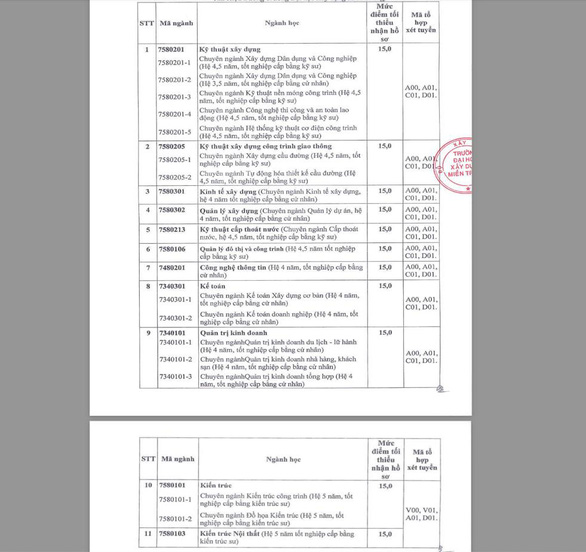 STT Mã ngành Ngành học Mức điểm tối thiểu nhận hồ sơ Mã tổ hợp xét tuyển
1 7580201 Kỹ thuật xây dựng 15,0 A00, A01, C01, D01.
7580201-1 Chuyên ngành Xây dựng Dân dụng và Công nghiệp (Hệ 4,5 năm, tốt nghiệp cấp bằng kỹ sư)
7580201-2 Chuyên ngành Xây dựng Dân dụng và Công nghiệp (Hệ 3,5 năm, tốt nghiệp cấp bằng cử nhân)
7580201-3 Chuyên ngành Kỹ thuật nền móng công trình (Hệ 4,5 năm, tốt nghiệp cấp bằng kỹ sư)
7580201-4 Chuyên ngành Công nghệ thi công và an toàn lao động (Hệ 4,5 năm, tốt nghiệp cấp bằng kỹ sư)
7580201-5 Chuyên ngành Hệ thống kỹ thuật cơ điện công trình (Hệ 4,5 năm, tốt nghiệp cấp bằng kỹ sư)
2 7580205 Kỹ thuật xây dựng công trình giao thông 15,0 A00, A01, C01, D01.
7580205-1 Chuyên ngành Xây dựng cầu đường (Hệ 4,5 năm, tốt nghiệp cấp bằng kỹ sư)
7580205-2 Chuyên ngành Tự động hóa thiết kế cầu đường (Hệ 4,5 năm, tốt nghiệp cấp bằng kỹ sư)
3 7580301 Kinh tế xây dựng (Chuyên ngành Kinh tế xây dựng, hệ 4 năm tốt nghiệp cấp bằng cử nhân) 15,0 A00, A01, C01, D01.
4 7580302 Quản lý xây dựng (Chuyên ngành Quản lý dự án, hệ 4 năm, tốt nghiệp cấp bằng cử nhân) 15,0 A00, A01, C01, D01.
5 7580213 Kỹ thuật cấp thoát nước (Chuyên ngành Cấp thoát nước, hệ 4,5 năm, tốt nghiệp cấp bằng kỹ sư) 15,0 A00, A01, C01, D01.
6 7580106 Quản lý đô thị và công trình (Hệ 4,5 năm tốt nghiệp cấp bằng kỹ sư) 15,0 A00, A01, C01, D01.
7 7480201 Công nghệ thông tin (Hệ 4 năm, tốt nghiệp cấp bằng cử nhân) 15,0 A00, A01, C01, D01.
8 7340301 Kế toán 15,0 A00, A01, C01, D01.
7340301-1 Chuyên ngành Kế toán Xây dựng cơ bản (Hệ 4 năm, tốt nghiệp cấp bằng cử nhân)
7340301-2 Chuyên ngành Kế toán doanh nghiệp (Hệ 4 năm, tốt nghiệp cấp bằng cử nhân)
9 7340101 Quản trị kinh doanh 15,0 A00, A01, C01, D01.
7340101-1 Chuyên ngànhQuản trị kinh doanh du lịch - lữ hành (Hệ 4 năm, tốt nghiệp cấp bằng cử nhân)
7340101-2 Chuyên ngànhQuản trị kinh doanh nhà hàng, khách sạn (Hệ 4 năm, tốt nghiệp cấp bằng cử nhân)
7340101-3 Chuyên ngànhQuản trị kinh doanh tổng hợp (Hệ 4 năm, tốt nghiệp cấp bằng cử nhân)
XÂY
TRƯỜN
ĐẠI HỌ
XÂY DỰ
MIỀN TR
STT Mã ngành Ngành học Mức điểm tối thiểu nhận hồ sơ Mã tổ hợp xét tuyển
10 7580101 Kiến trúc 15,0 V00, V01, A01, D01.
7580101-1 Chuyên ngành Kiến trúc công trình (Hệ 5 năm, tốt nghiệp cấp bằng kiến trúc sư)
7580101-2 Chuyên ngành Đồ họa Kiến trúc (Hệ 5 năm, tốt nghiệp cấp bằng kiến trúc sư)
11 7580103 Kiến trúc Nội thất (Hệ 5 năm tốt nghiệp cấp bằng kiến trúc sư) 15,0